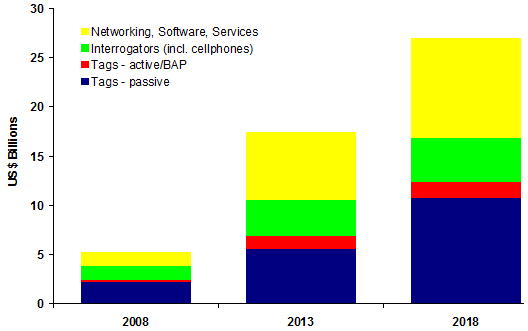 30
25
20
15
10
5
0
US$ Billions
Networking, Software, Services
Interrogators (incl. cellphones)
Tags - active/BAP
Tags - passive
2008
2013
2018